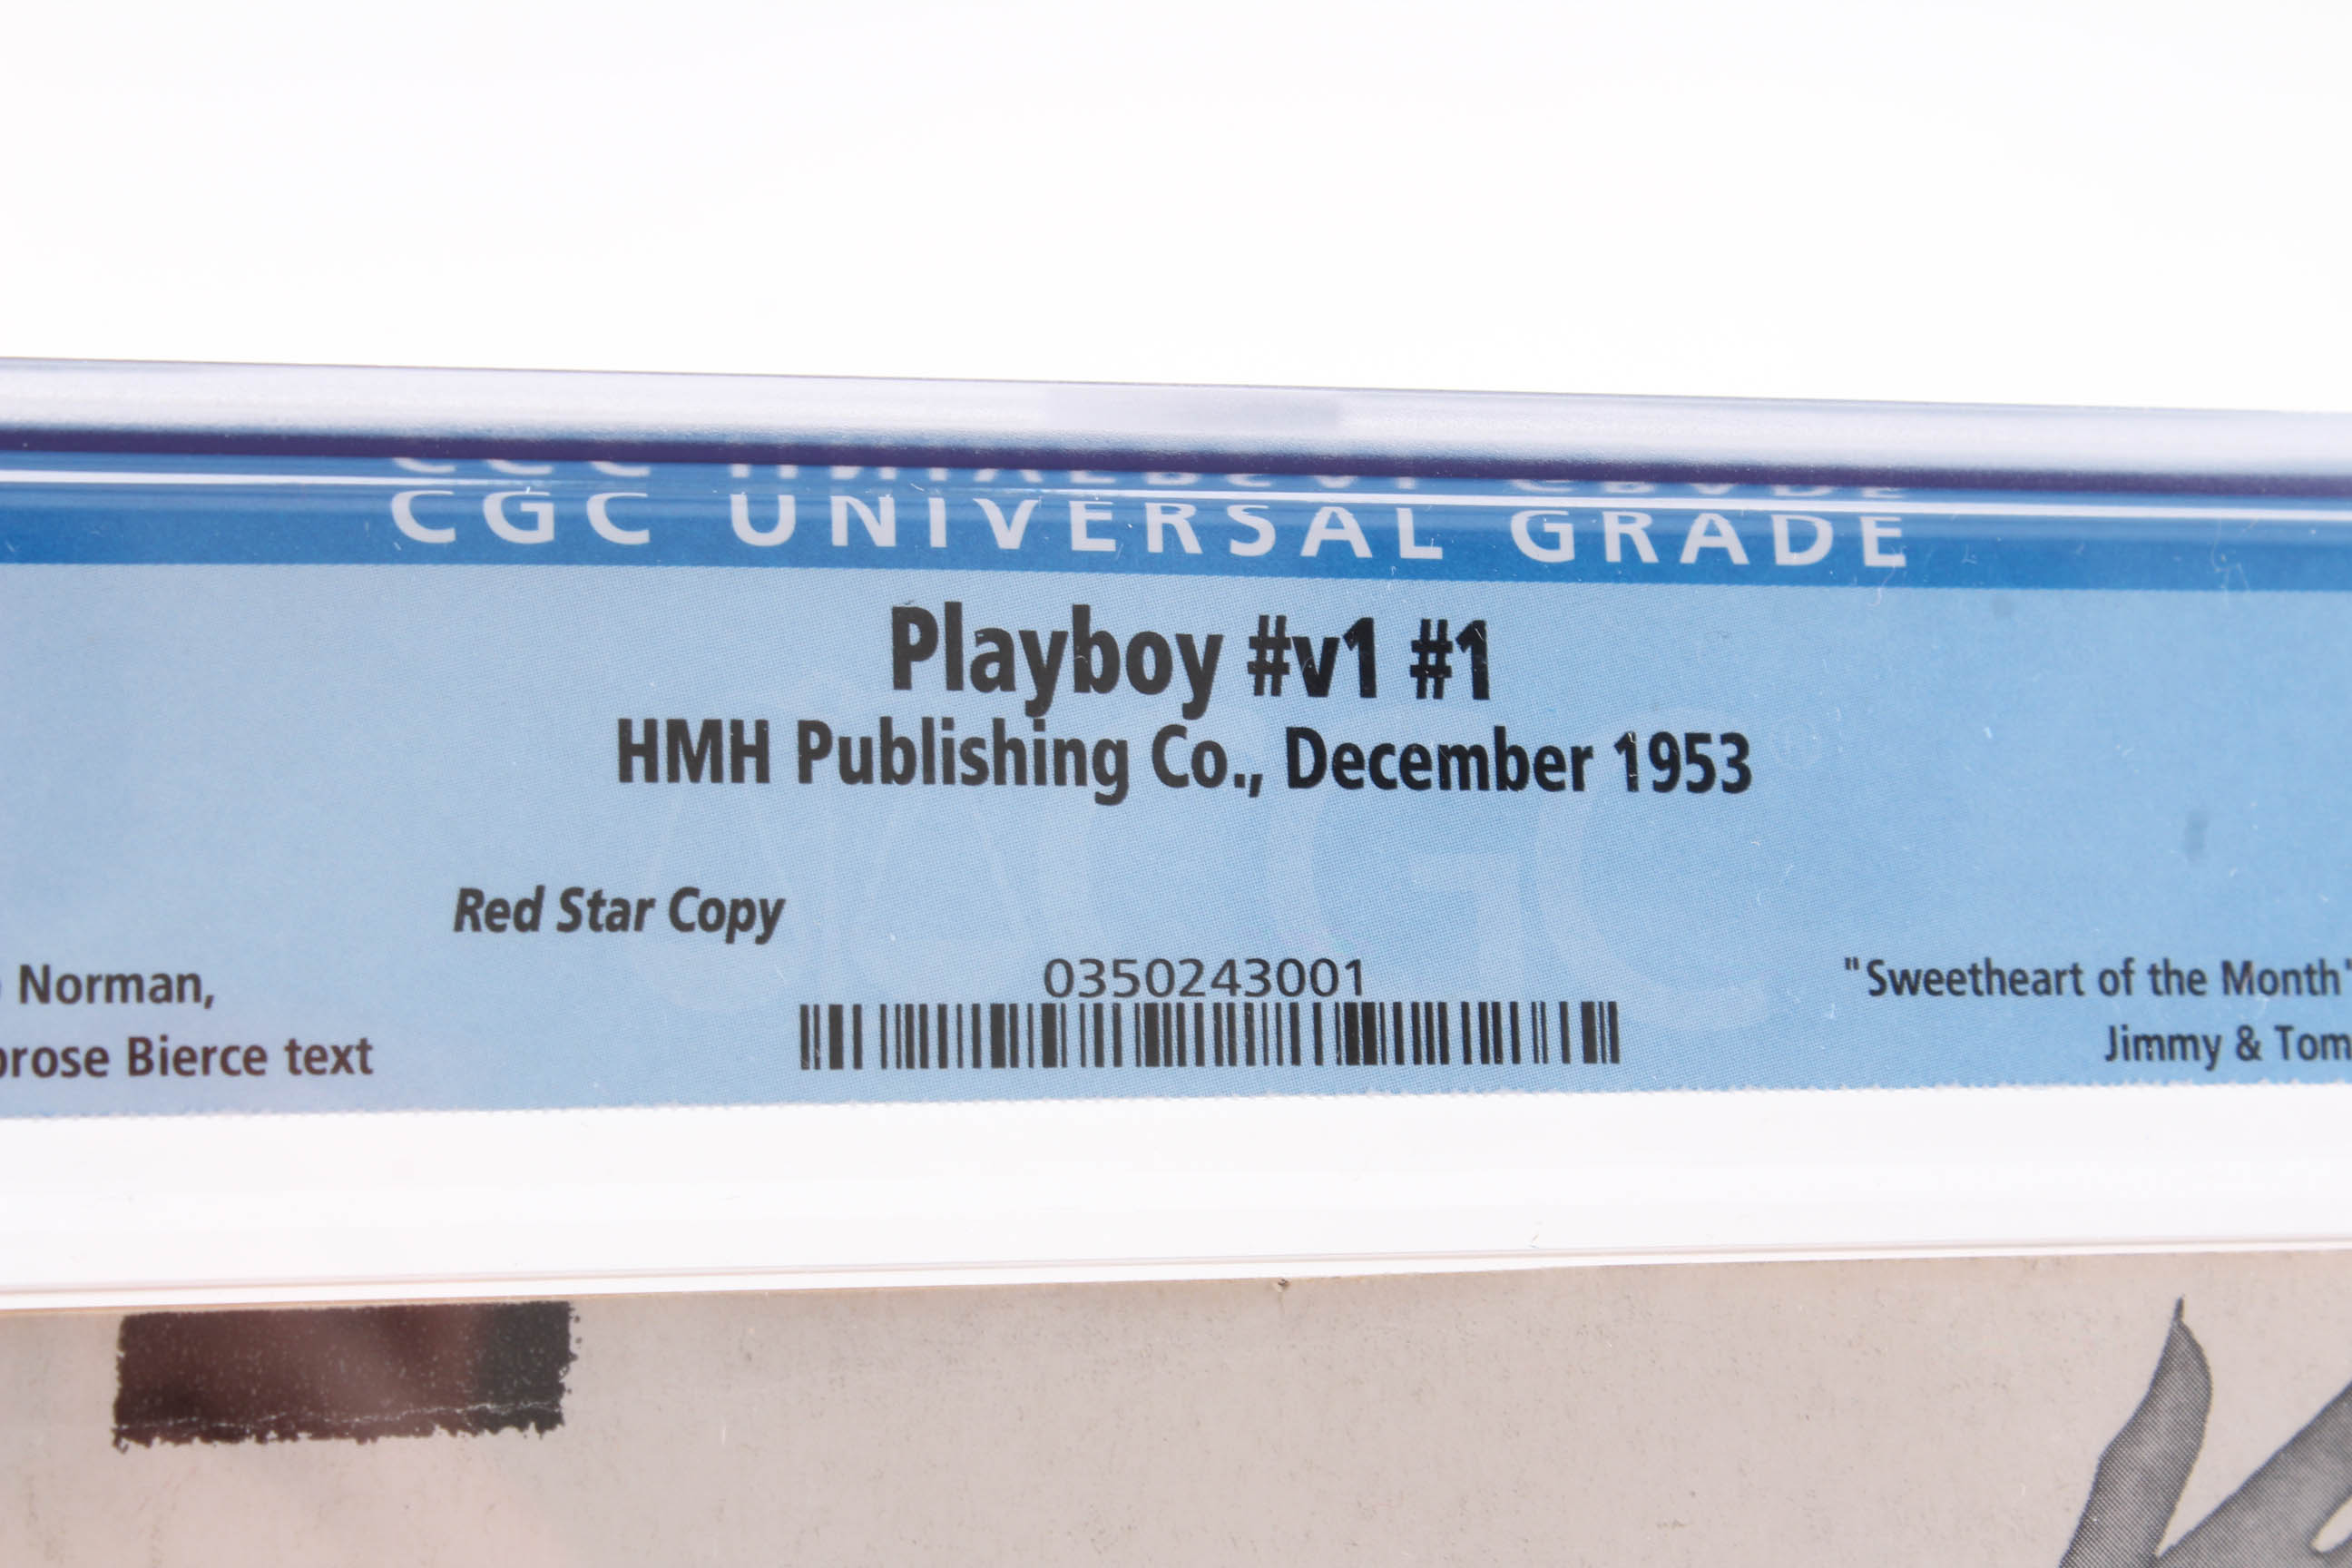 CGC UNIVERSAL GRADE
Playboy #v1 #1
HMH Publishing Co., December 1953
Red Star Copy
0350243001
Norman,
"Sweetheart of the Month"
Bierce text
Jimmy & Tom